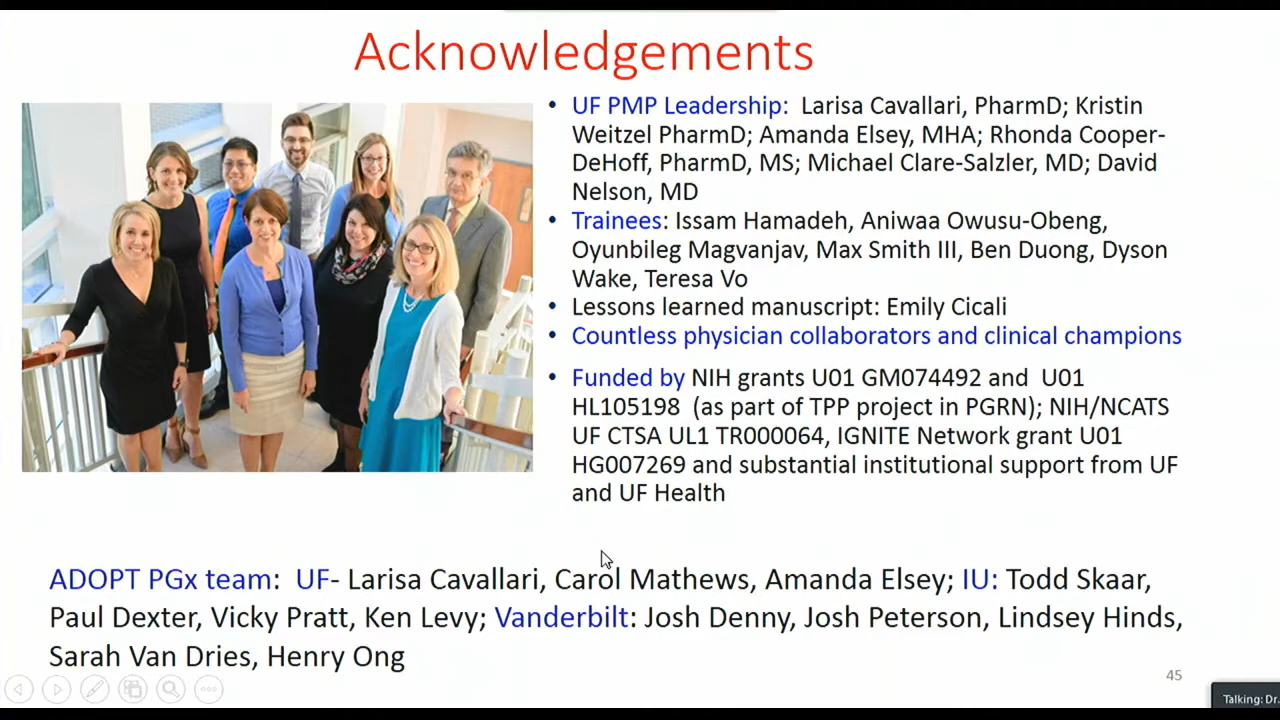 Acknowledgements
• UF PMP Leadership: Larisa Cavallari, PharmD; Kristin
Weitzel PharmD; Amanda Elsey, MHA; Rhonda Cooper-
DeHoff, PharmD, MS; Michael Clare-Salzler, MD; David
Nelson, MD
• Trainees: Issam Hamadeh, Aniwaa Owusu-Obeng,
Oyunbileg Magvanjav, Max Smith III, Ben Duong, Dyson
Wake, Teresa Vo
• Lessons learned manuscript: Emily Cicali
• Countless physician collaborators and clinical champions
• Funded by NIH grants U01 GM074492 and U01
HL105198 (as part of TPP project in PGRN); NIH/NCATS
UF CTSA UL1 TR000064, IGNITE Network grant U01
HG007269 and substantial institutional support from UF
and UF Health
ADOPT PGx team: UF- Larisa Cavallari, Carol Mathews, Amanda Elsey; IU: Todd Skaar,
Paul Dexter, Vicky Pratt, Ken Levy; Vanderbilt: Josh Denny, Josh Peterson, Lindsey Hinds,
Sarah Van Dries, Henry Ong
45
Talking: Dr.